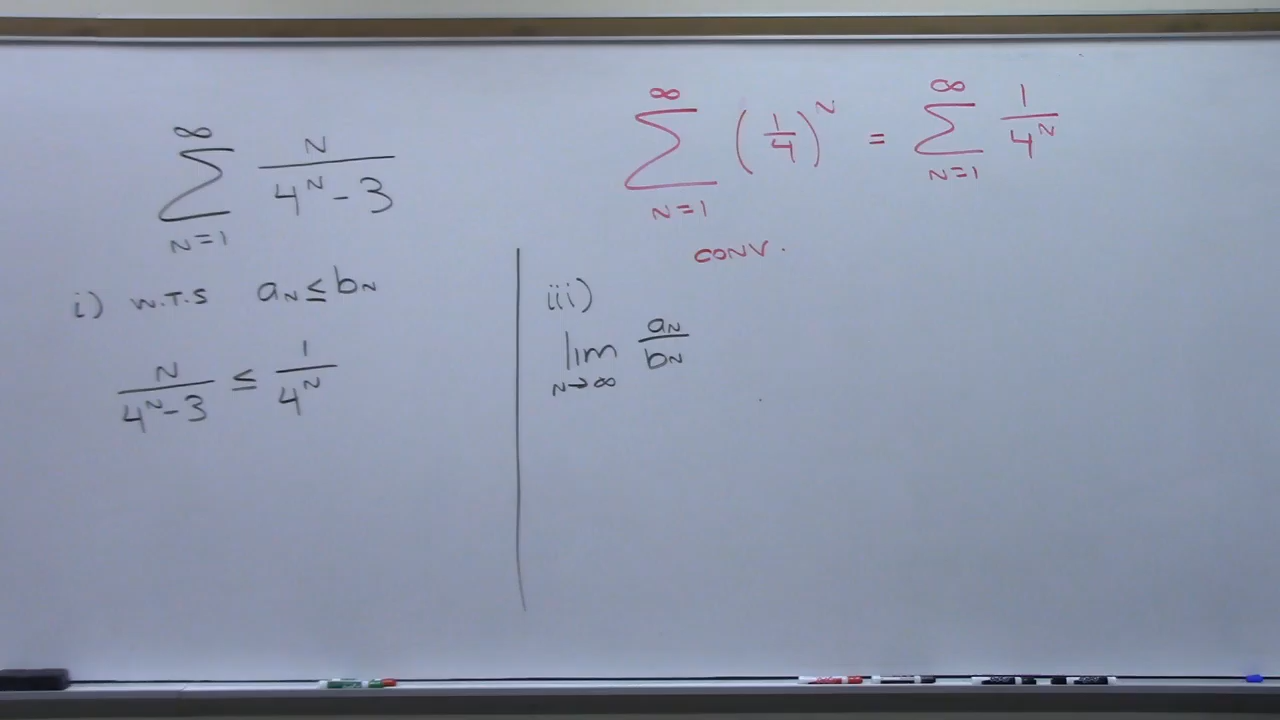 ∞
∑ N / (4^N - 3)
N=1
i) W.T.S a_N ≤ b_N
N / (4^N - 3) ≤ 1 / 4^N
∞ ∞
∑ (1/4)^N = ∑ 1 / 4^N
N=1 N=1
CONV.
iii)
lim a_N / b_N
N→∞